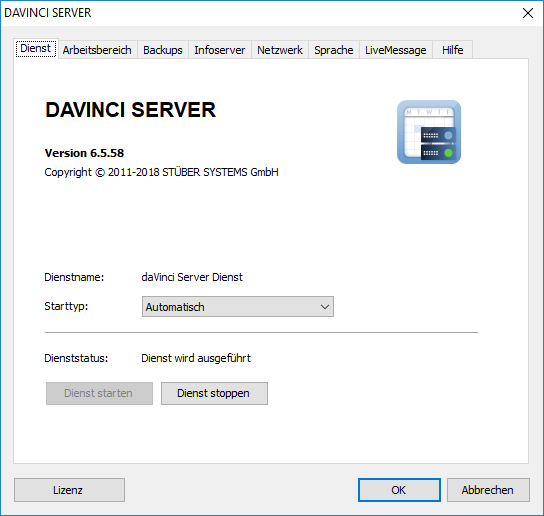 DAVINCI SERVER
Dienst Arbeitsbereich Backups Infoserver Netzwerk Sprache LiveMessage Hilfe
DAVINCI SERVER
M T W T F
Version 6.5.58
Copyright © 2011-2018 STÜBER SYSTEMS GmbH
Dienstname: daVinci Server Dienst
Starttyp: Automatisch
Dienststatus: Dienst wird ausgeführt
Dienst starten Dienst stoppen
Lizenz OK Abbrechen